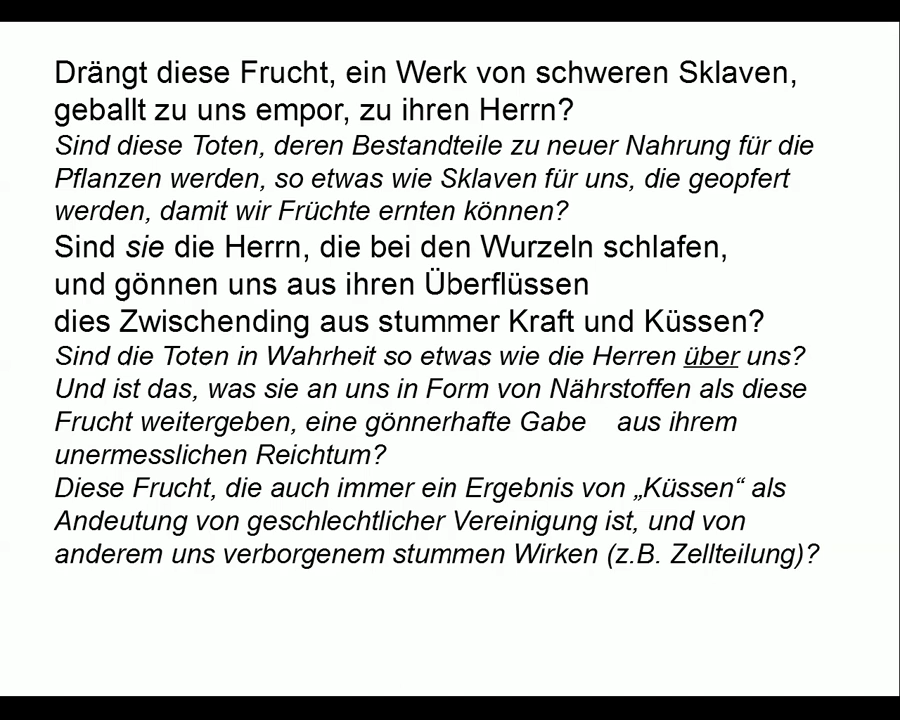 Drängt diese Frucht, ein Werk von schweren Sklaven,
geballt zu uns empor, zu ihren Herrn?
Sind diese Toten, deren Bestandteile zu neuer Nahrung für die
Pflanzen werden, so etwas wie Sklaven für uns, die geopfert
werden, damit wir Früchte ernten können?
Sind sie die Herrn, die bei den Wurzeln schlafen,
und gönnen uns aus ihren Überflüssen
dies Zwischending aus stummer Kraft und Küssen?
Sind die Toten in Wahrheit so etwas wie die Herren über uns?
Und ist das, was sie an uns in Form von Nährstoffen als diese
Frucht weitergeben, eine gönnerhafte Gabe aus ihrem
unermesslichen Reichtum?
Diese Frucht, die auch immer ein Ergebnis von „Küssen“ als
Andeutung von geschlechtlicher Vereinigung ist, und von
anderem uns verborgenem stummen Wirken (z.B. Zellteilung)?